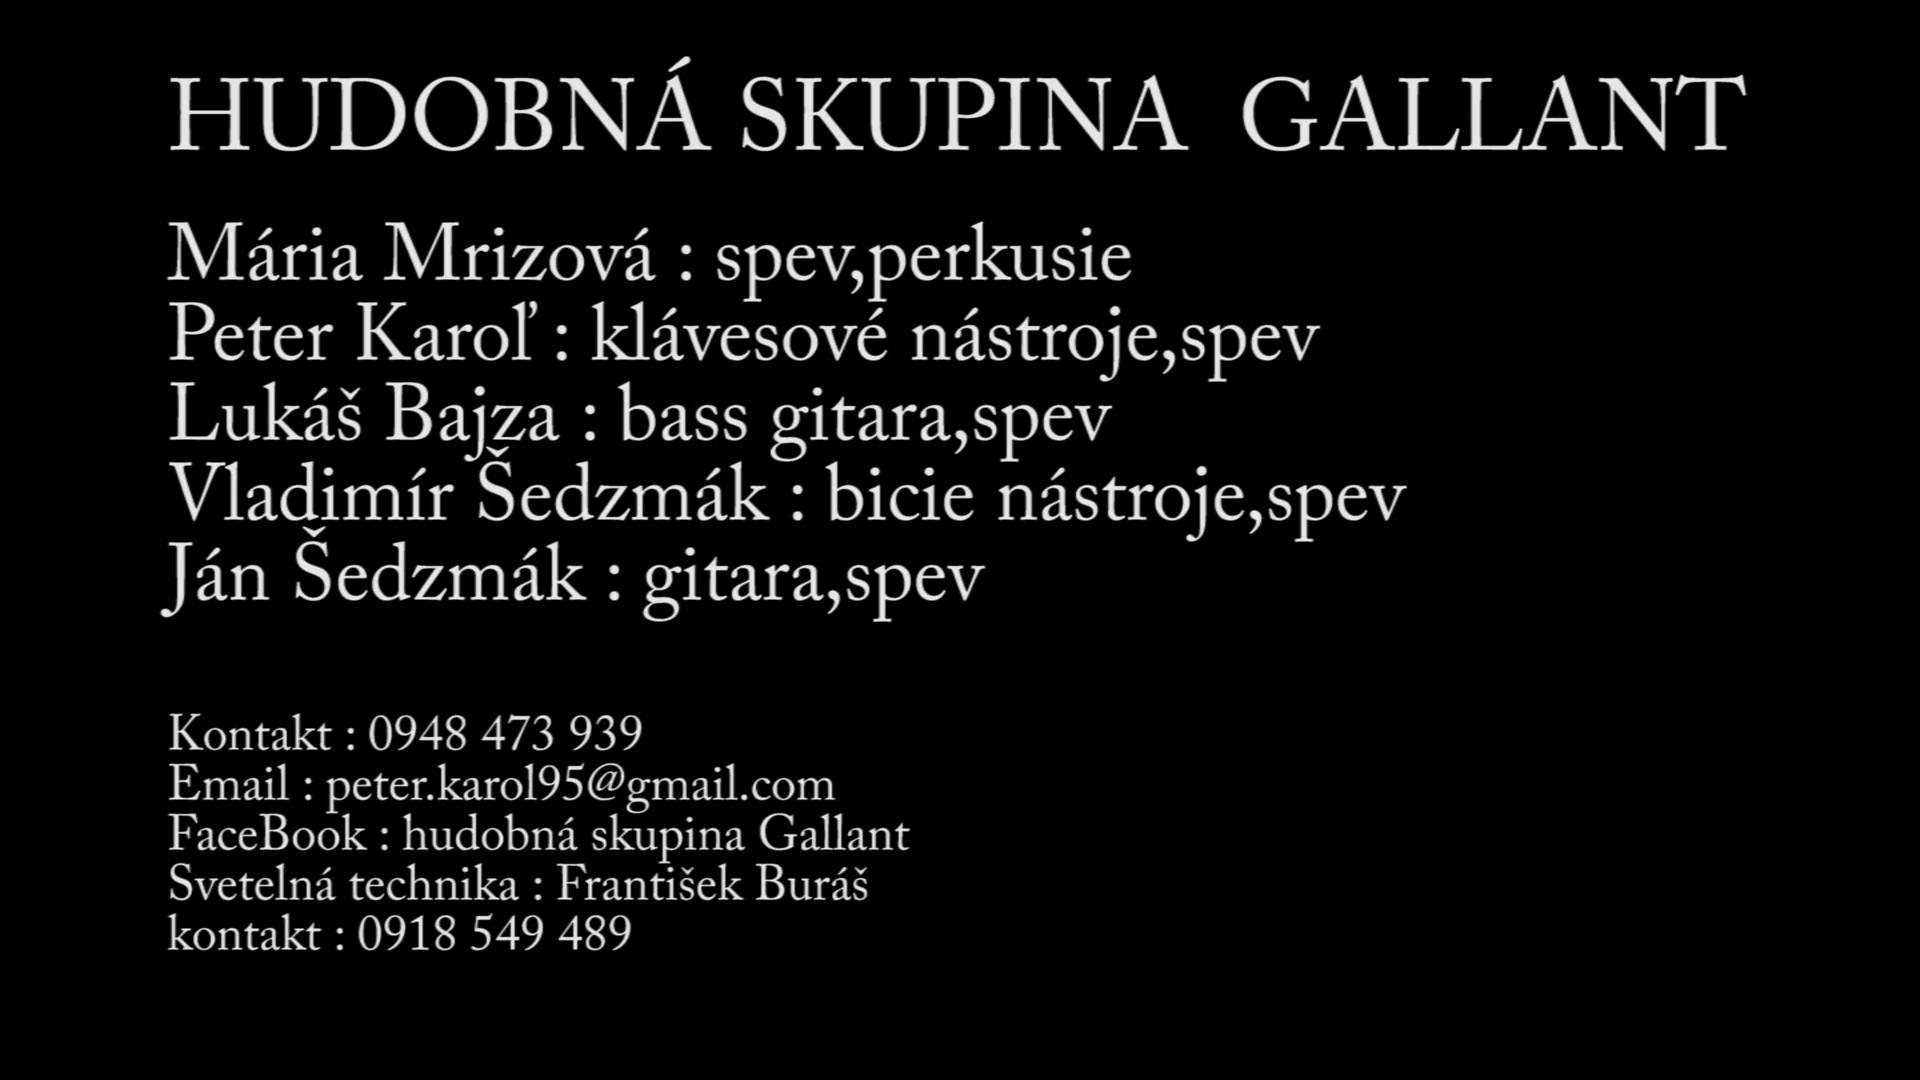 HUDOBNÁ SKUPINA GALLANT
Mária Mrizová : spev,perkusie
Peter Karoľ : klávesové nástroje,spev
Lukáš Bajza : bass gitara,spev
Vladimír Šedzmák : bicie nástroje,spev
Ján Šedzmák : gitara,spev
Kontakt : 0948 473 939
Email : peter.karol95@gmail.com
FaceBook : hudobná skupina Gallant
Svetelná technika : František Buráš
kontakt : 0918 549 489